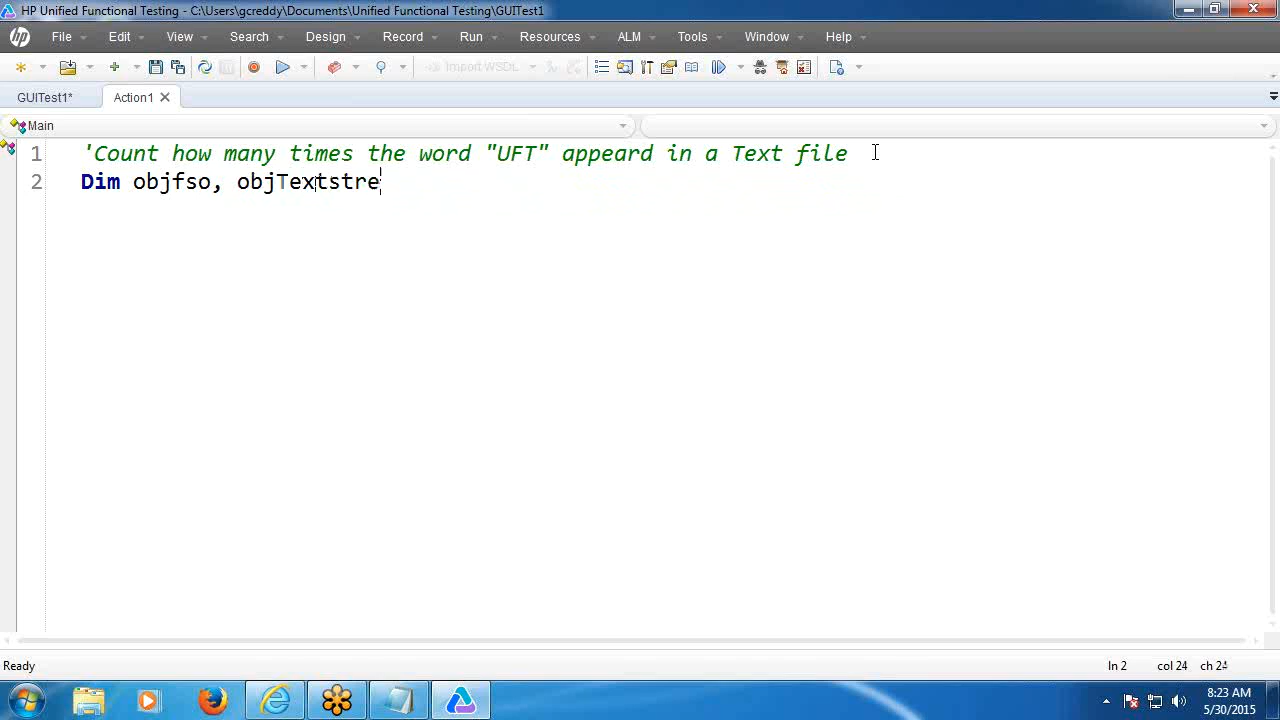 HP Unified Functional Testing - C:\Users\gcreddy\Documents\Unified Functional Testing\GUITest1
hp File Edit View Search Design Record Run Resources ALM Tools Window Help
Import WSDL
GUITest1* Action1
Main
1 'Count how many times the word "UFT" appeard in a Text file
2 Dim objfso, objTextstre
Ready ln 2 col 24 ch 24
8:23 AM
5/30/2015